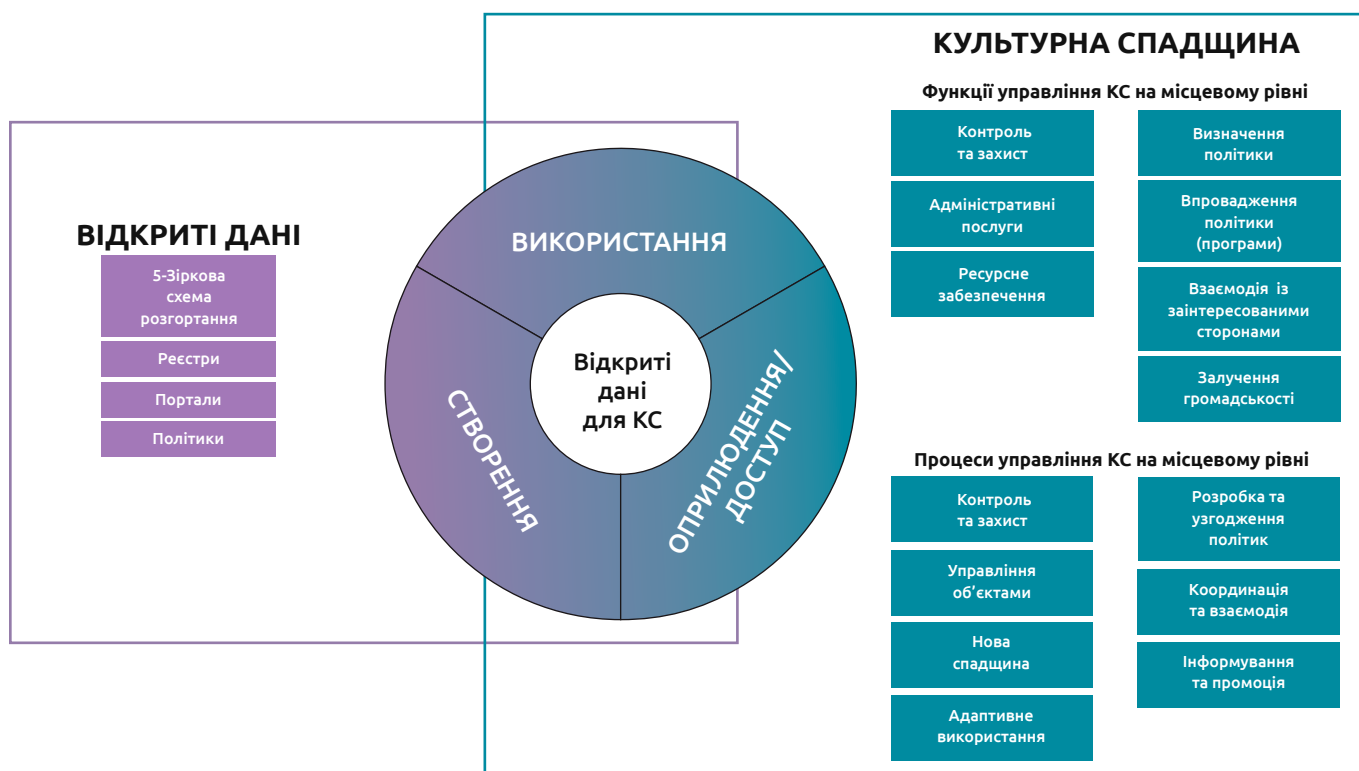 КУЛЬТУРНА СПАДЩИНА
Функції управління КС на місцевому рівні
Контроль
та захист
Адміністративні
послуги
Ресурсне
забезпечення
Визначення
політики
Впровадження
політики
(програми)
Взаємодія із
заінтересованими
сторонами
Залучення
громадськості
Процеси управління КС на місцевому рівні
Контроль
та захист
Управління
об’єктами
Нова
спадщина
Адаптивне
використання
Розробка та
узгодження
політик
Координація
та взаємодія
Інформування
та промоція
ВІДКРИТІ ДАНІ
5-Зіркова
схема
розгортання
Реєстри
Портали
Політики
ВИКОРИСТАННЯ
СТВОРЕННЯ
ОПРИЛЮДЕННЯ/
ДОСТУП
Відкриті
дані
для КС